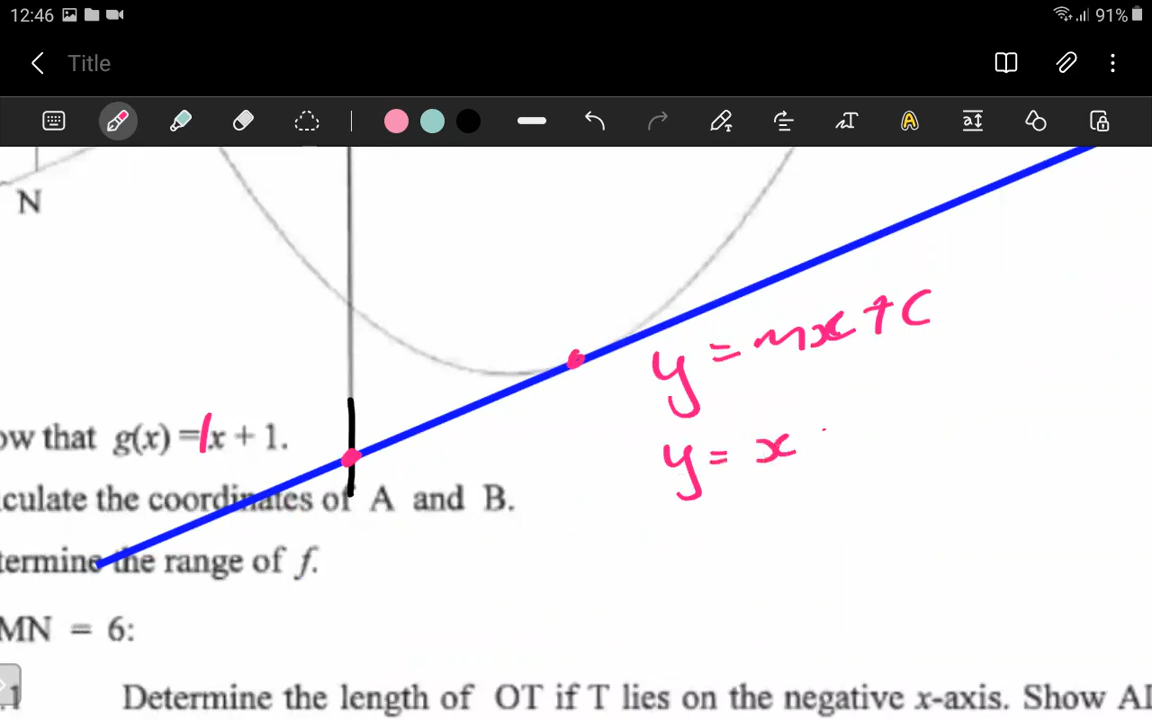 12:46 91%
Title
N
y = mx + c
ow that g(x) = 1x + 1.
y = x
culate the coordinates of A and B.
termine the range of f.
MN = 6:
.1 Determine the length of OT if T lies on the negative x-axis. Show